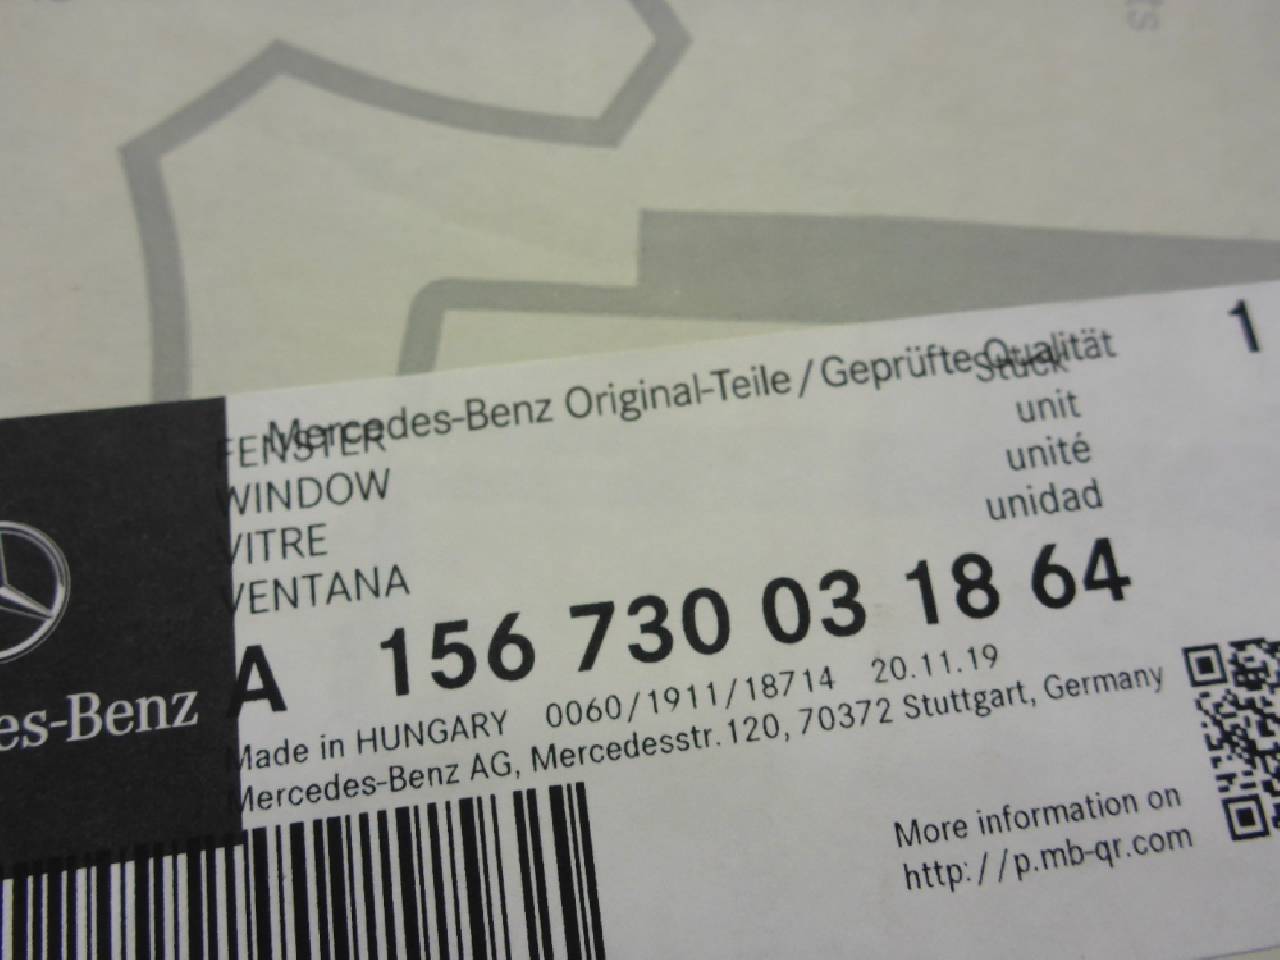 ts
Mercedes-Benz Original-Teile / Geprüfte Qualität
Stück 1
FENSTER
unit
WINDOW
unité
VITRE
unidad
VENTANA
A 156 730 03 18 64
Made in HUNGARY 0060/1911/18714 20.11.19
Mercedes-Benz AG, Mercedesstr. 120, 70372 Stuttgart, Germany
es-Benz
More information on
http://p.mb-qr.com